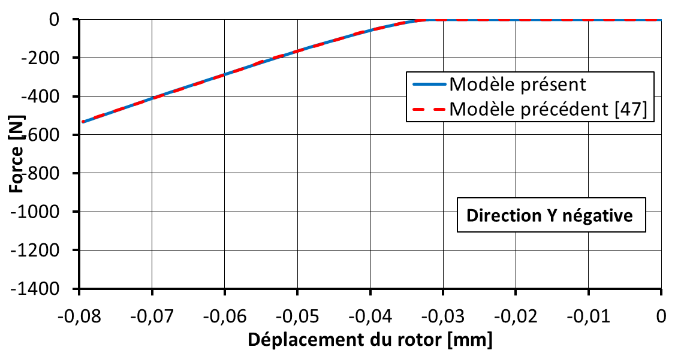 0
-200
-400
-600
-800
-1000
-1200
-1400
Force [N]
Modèle présent
Modèle précédent [47]
Direction Y négative
-0,08 -0,07 -0,06 -0,05 -0,04 -0,03 -0,02 -0,01 0
Déplacement du rotor [mm]